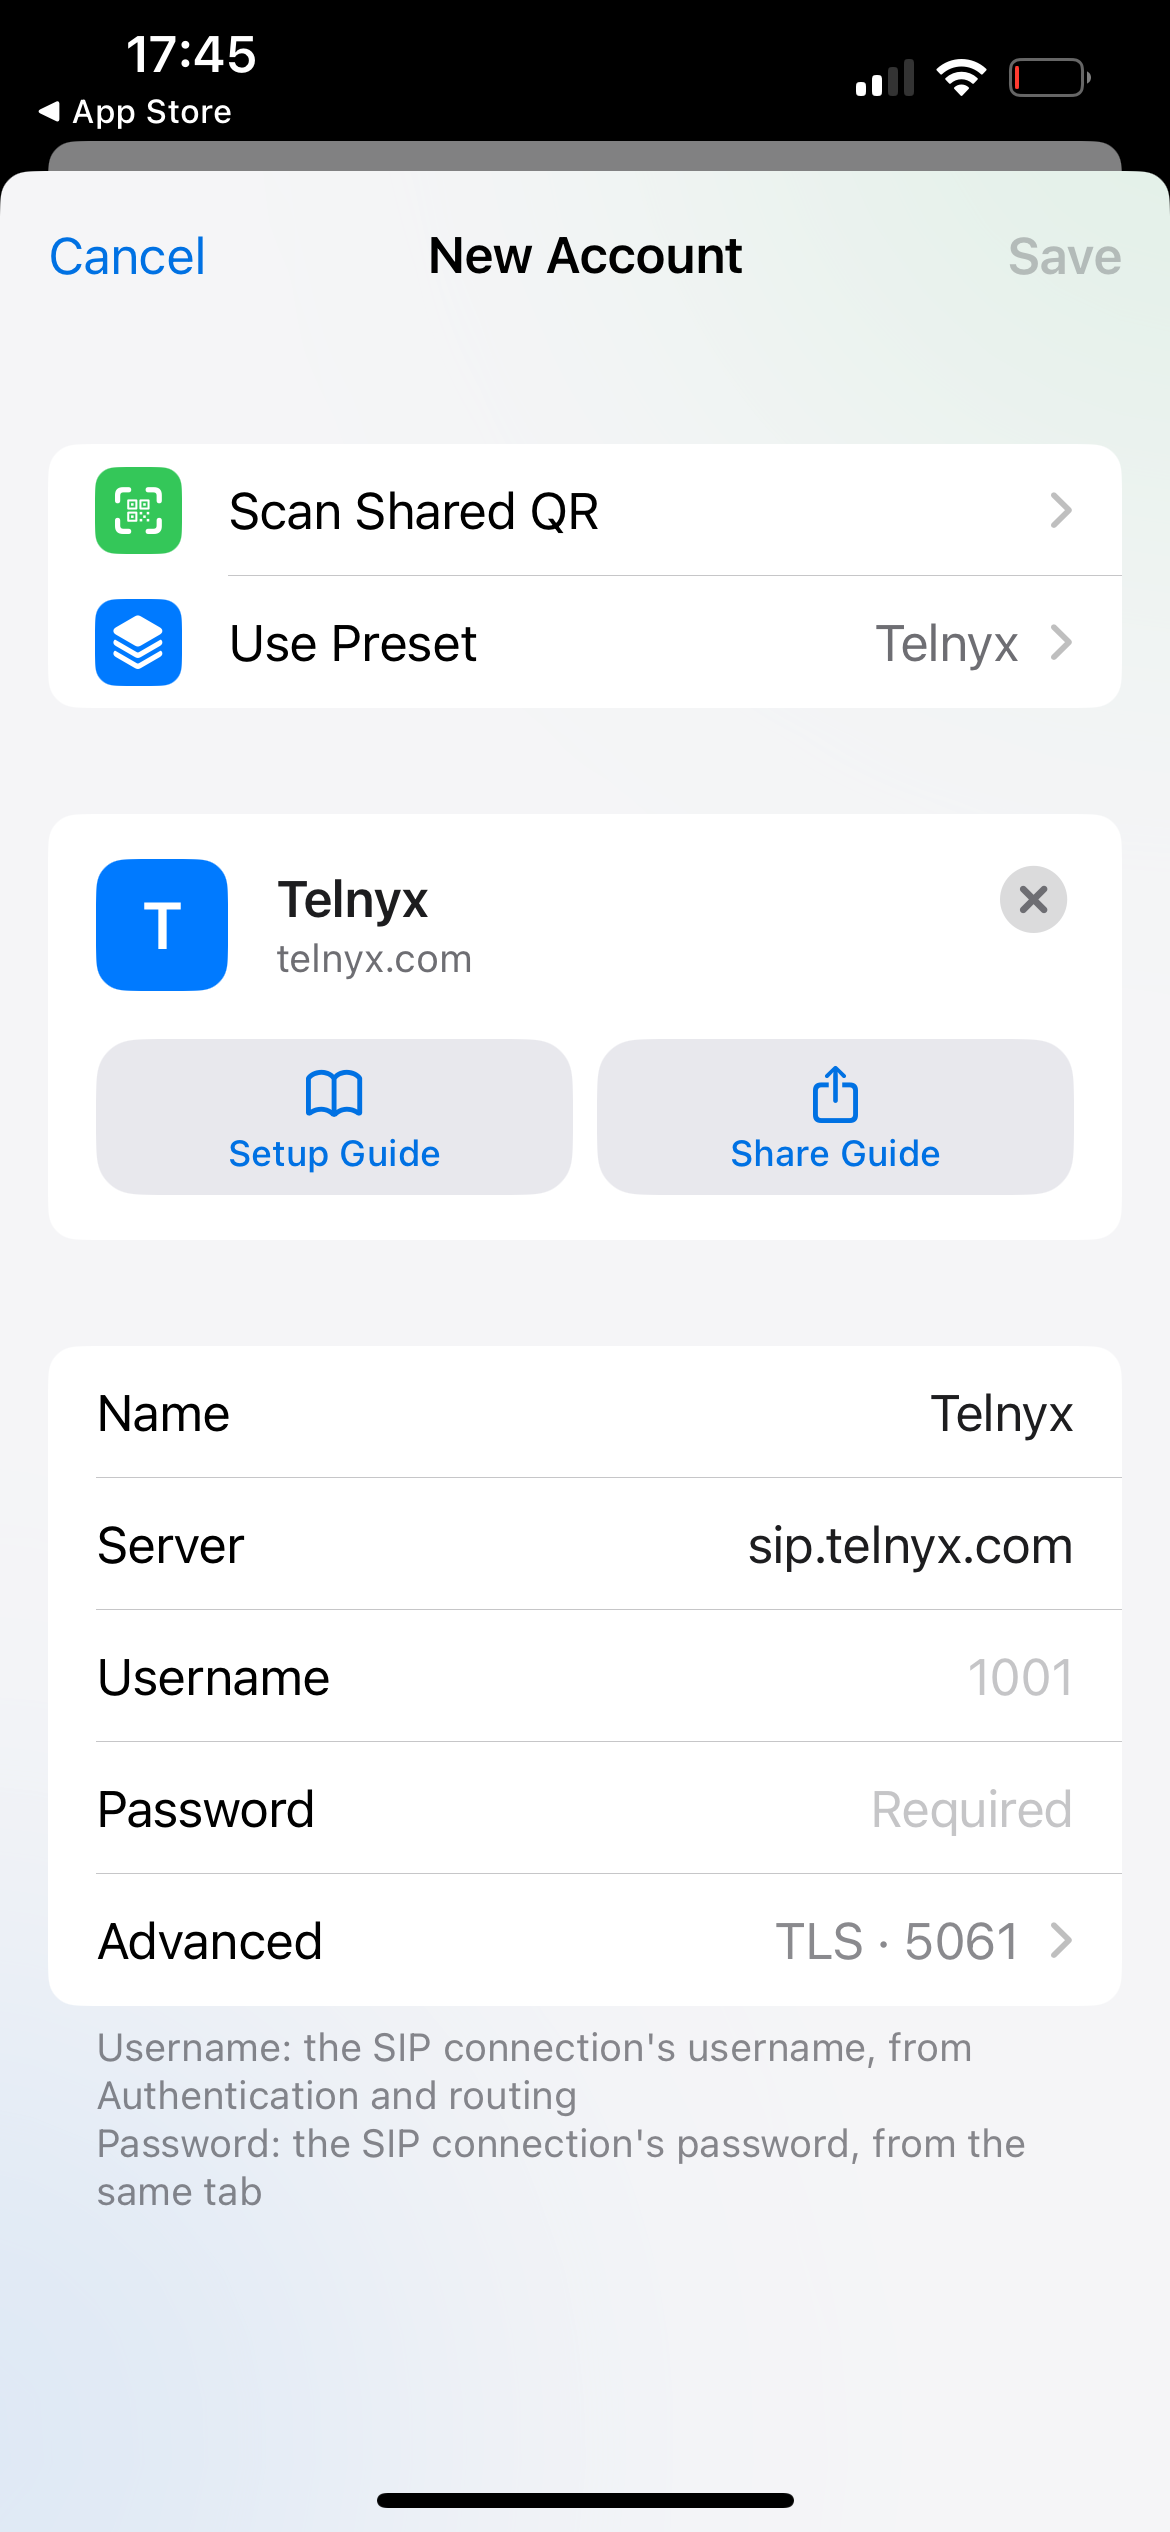 17:45
App Store
Cancel
New Account
Save
Scan Shared QR
Use Preset
Telnyx
T
Telnyx
telnyx.com
Setup Guide
Share Guide
Name
Telnyx
Server
sip.telnyx.com
Username
1001
Password
Required
Advanced
TLS · 5061
Username: the SIP connection's username, from
Authentication and routing
Password: the SIP connection's password, from the
same tab